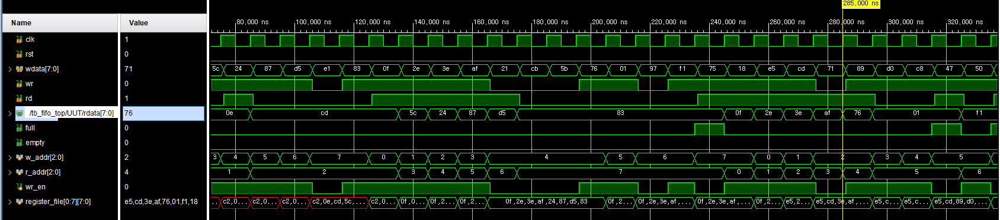 285,000 ns
Name Value
80,000 ns 100,000 ns 120,000 ns 140,000 ns 160,000 ns 180,000 ns 200,000 ns 220,000 ns 240,000 ns 260,000 ns 280,000 ns 300,000 ns 320,000 ns
clk 1
rst 0
wdata[7:0] 71 5c 24 87 d5 e1 83 0f 2e 3e af 21 cb 5b 76 01 97 f1 75 18 e5 cd 71 89 d0 c8 47 50
wr 0
rd 1
/tb_fifo_top/UUT/rdata[7:0] 76 0e cd 5c 24 87 d5 83 0f 2e 3e af 76 01 f1
full 0
empty 0
w_addr[2:0] 2 3 4 5 6 7 0 1 2 3 4 5 6 7 0 1 2 3 4 5
r_addr[2:0] 4 1 2 3 4 5 6 7 0 1 2 3 4 5 6
wr_en 0
register_file[0:7][7:0] e5,cd,3e,af,76,01,f1,18 ... c2,0... c2,0... c2,0... c2,0e,cd,5c,... c2,0... 0f,0... 0f,2... 0f,2... 0f,2e,3e,af,24,87,d5,83 0f,2... 0f,2e,3e,af,... 0f,2e,3e,af,... 0f,2... e5,2... e5,cd,3e,af,... e5,c... e5,c... e5,cd,89,d0,...